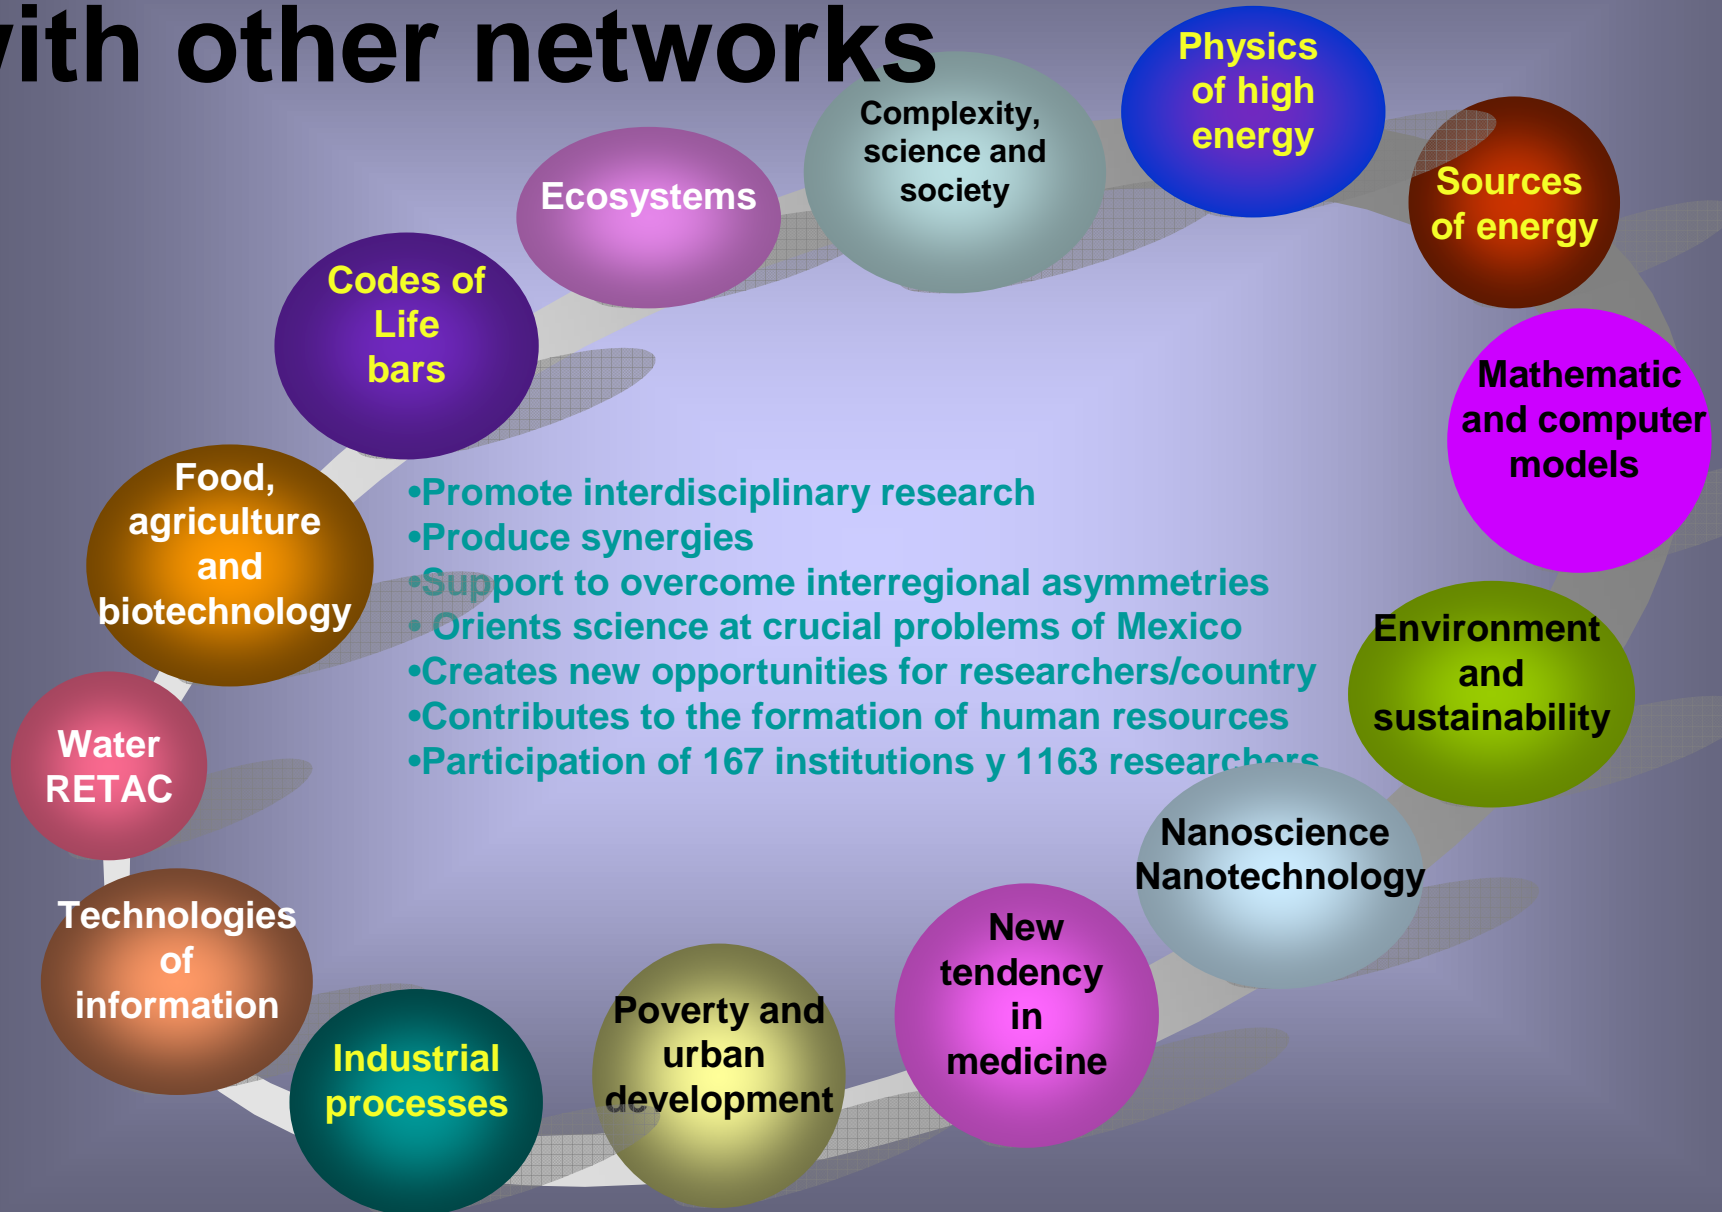 with other networks
Physics
of high
energy
Complexity,
science and
society
Sources
of energy
Ecosystems
Codes of
Life
bars
Mathematic
and computer
models
Food,
agriculture
and
biotechnology
•Promote interdisciplinary research
•Produce synergies
•Support to overcome interregional asymmetries
• Orients science at crucial problems of Mexico
•Creates new opportunities for researchers/country
•Contributes to the formation of human resources
•Participation of 167 institutions y 1163 researchers
Environment
and
sustainability
Water
RETAC
Nanoscience
Nanotechnology
Technologies
of
information
New
tendency
in
medicine
Poverty and
urban
development
Industrial
processes